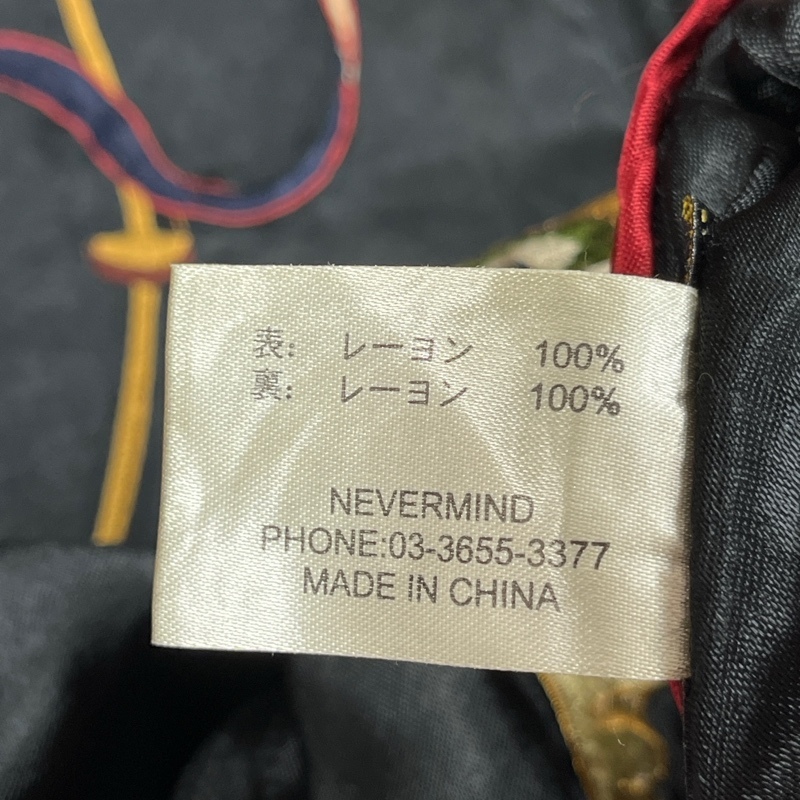 表: レーヨン 100%
裏: レーヨン 100%
NEVERMIND
PHONE:03-3655-3377
MADE IN CHINA